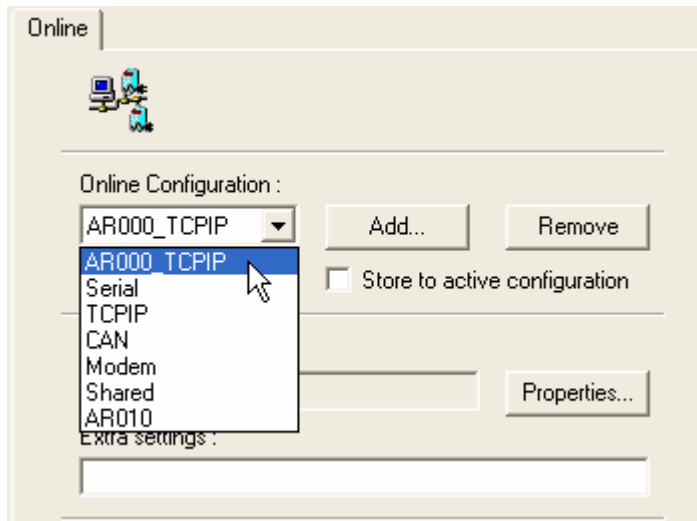 Online
Online Configuration :
AR000_TCPIP
Add...
Remove
AR000_TCPIP
Serial
TCPIP
CAN
Modem
Shared
AR010
Store to active configuration
Properties...
Extra settings :